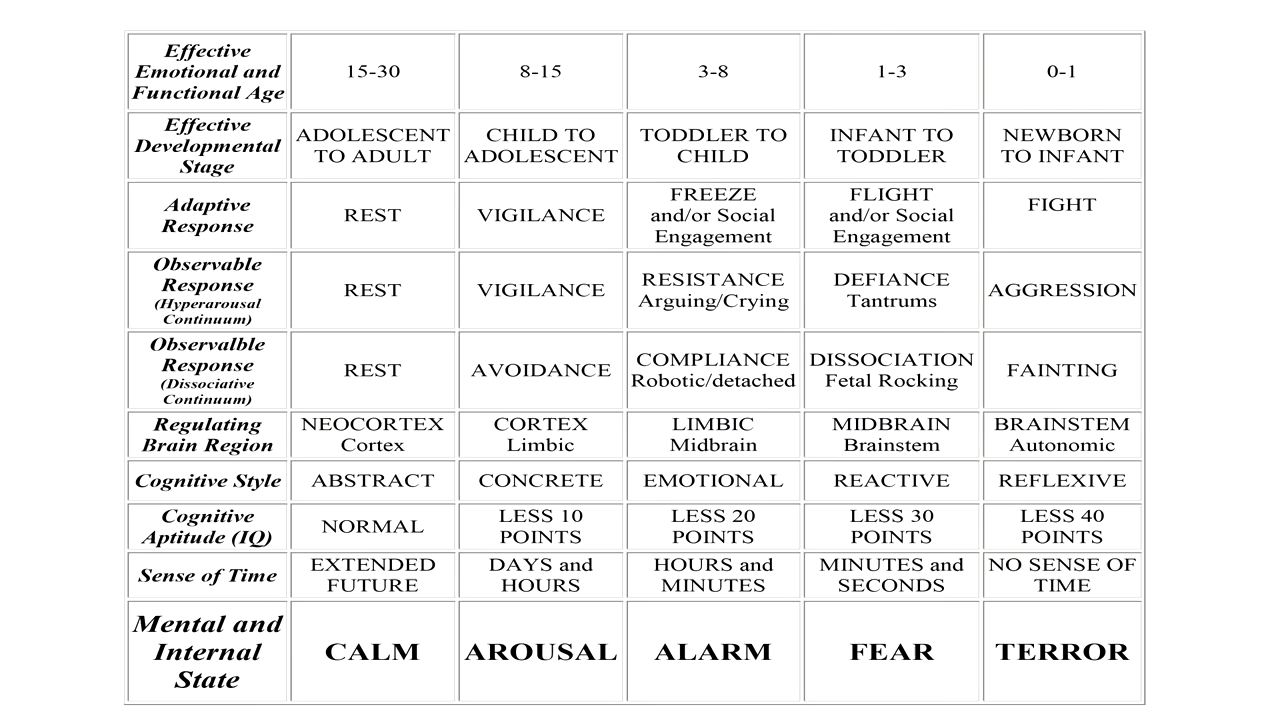 Effective
Emotional and
Functional Age
15-30
8-15
3-8
1-3
0-1
Effective
Developmental
Stage
ADOLESCENT
TO ADULT
CHILD TO
ADOLESCENT
TODDLER TO
CHILD
INFANT TO
TODDLER
NEWBORN
TO INFANT
Adaptive
Response
REST
VIGILANCE
FREEZE
and/or Social
Engagement
FLIGHT
and/or Social
Engagement
FIGHT
Observable
Response
(Hyperarousal
Continuum)
REST
VIGILANCE
RESISTANCE
Arguing/Crying
DEFIANCE
Tantrums
AGGRESSION
Observalble
Response
(Dissociative
Continuum)
REST
AVOIDANCE
COMPLIANCE
Robotic/detached
DISSOCIATION
Fetal Rocking
FAINTING
Regulating
Brain Region
NEOCORTEX
Cortex
CORTEX
Limbic
LIMBIC
Midbrain
MIDBRAIN
Brainstem
BRAINSTEM
Autonomic
Cognitive Style
ABSTRACT
CONCRETE
EMOTIONAL
REACTIVE
REFLEXIVE
Cognitive
Aptitude (IQ)
NORMAL
LESS 10
POINTS
LESS 20
POINTS
LESS 30
POINTS
LESS 40
POINTS
Sense of Time
EXTENDED
FUTURE
DAYS and
HOURS
HOURS and
MINUTES
MINUTES and
SECONDS
NO SENSE OF
TIME
Mental and
Internal
State
CALM
AROUSAL
ALARM
FEAR
TERROR